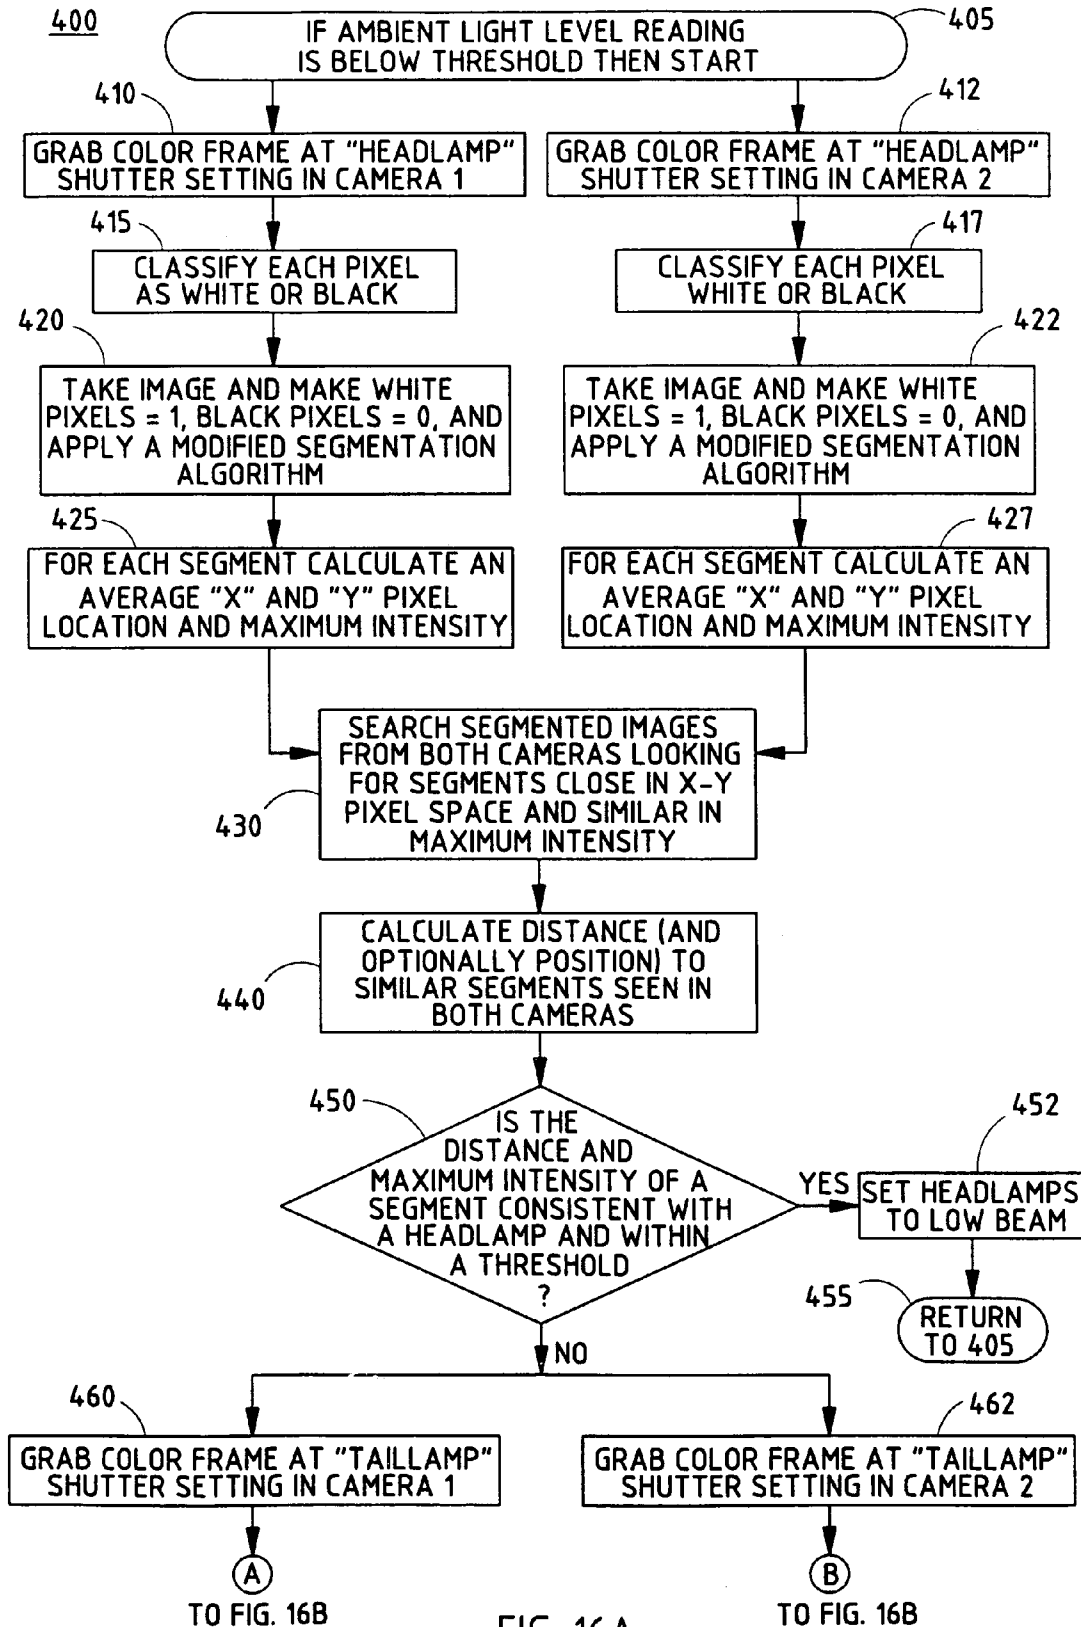 400
IF AMBIENT LIGHT LEVEL READING
IS BELOW THRESHOLD THEN START
405
410
412
GRAB COLOR FRAME AT "HEADLAMP"
SHUTTER SETTING IN CAMERA 1
GRAB COLOR FRAME AT "HEADLAMP"
SHUTTER SETTING IN CAMERA 2
415
417
CLASSIFY EACH PIXEL
AS WHITE OR BLACK
CLASSIFY EACH PIXEL
WHITE OR BLACK
420
422
TAKE IMAGE AND MAKE WHITE
PIXELS = 1, BLACK PIXELS = 0, AND
APPLY A MODIFIED SEGMENTATION
ALGORITHM
TAKE IMAGE AND MAKE WHITE
PIXELS = 1, BLACK PIXELS = 0, AND
APPLY A MODIFIED SEGMENTATION
ALGORITHM
425
427
FOR EACH SEGMENT CALCULATE AN
AVERAGE "X" AND "Y" PIXEL
LOCATION AND MAXIMUM INTENSITY
FOR EACH SEGMENT CALCULATE AN
AVERAGE "X" AND "Y" PIXEL
LOCATION AND MAXIMUM INTENSITY
SEARCH SEGMENTED IMAGES
FROM BOTH CAMERAS LOOKING
FOR SEGMENTS CLOSE IN X-Y
PIXEL SPACE AND SIMILAR IN
MAXIMUM INTENSITY
430
CALCULATE DISTANCE (AND
OPTIONALLY POSITION) TO
SIMILAR SEGMENTS SEEN IN
BOTH CAMERAS
440
450
IS THE
DISTANCE AND
MAXIMUM INTENSITY OF A
SEGMENT CONSISTENT WITH
A HEADLAMP AND WITHIN
A THRESHOLD
?
YES
452
SET HEADLAMPS
TO LOW BEAM
455
RETURN
TO 405
NO
460
462
GRAB COLOR FRAME AT "TAILLAMP"
SHUTTER SETTING IN CAMERA 1
GRAB COLOR FRAME AT "TAILLAMP"
SHUTTER SETTING IN CAMERA 2
A
B
TO FIG. 16B
TO FIG. 16B
FIG. 16A